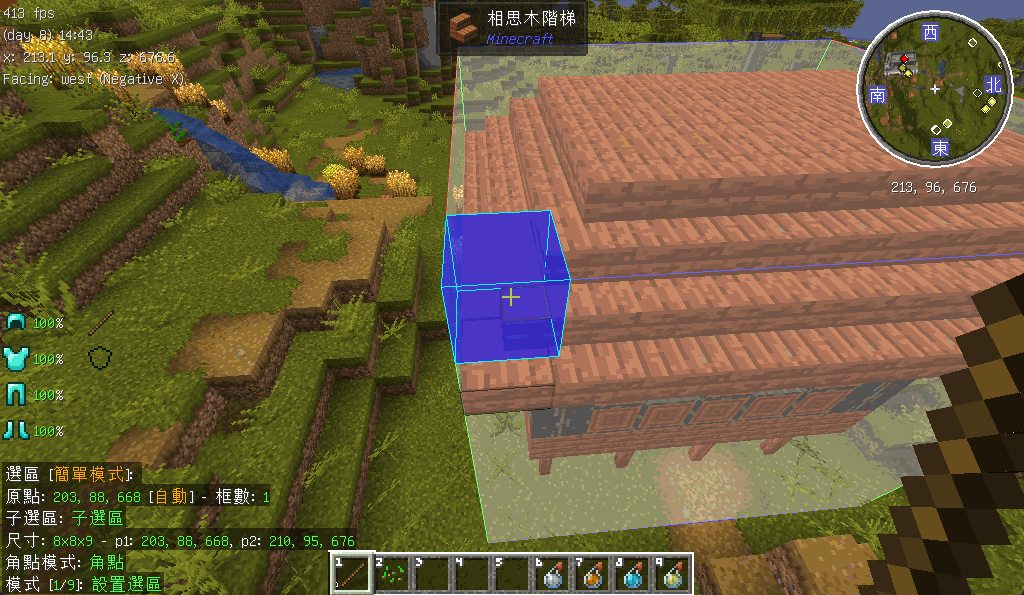 413 fps
(day 8) 14:43
x: 213.1 y: 96.3 z: 676.6
Facing: west (Negative X)
相思木階梯
Minecraft
西
南
北
東
213, 96, 676
100%
100%
100%
100%
選區 [簡單模式]:
原點: 203, 88, 668 [自動] - 框數: 1
子選區: 子選區
尺寸: 8x8x9 - p1: 203, 88, 668, p2: 210, 95, 676
角點模式: 角點
模式 [1/9]: 設置選區
1 2 3 4 5 6 7 8 9